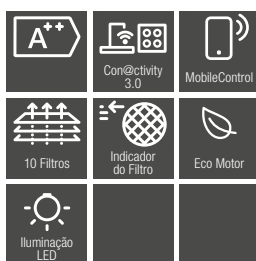 A++
Con@ctivity
3.0
MobileControl
10 Filtros
Indicador
do Filtro
Eco Motor
Iluminação
LED